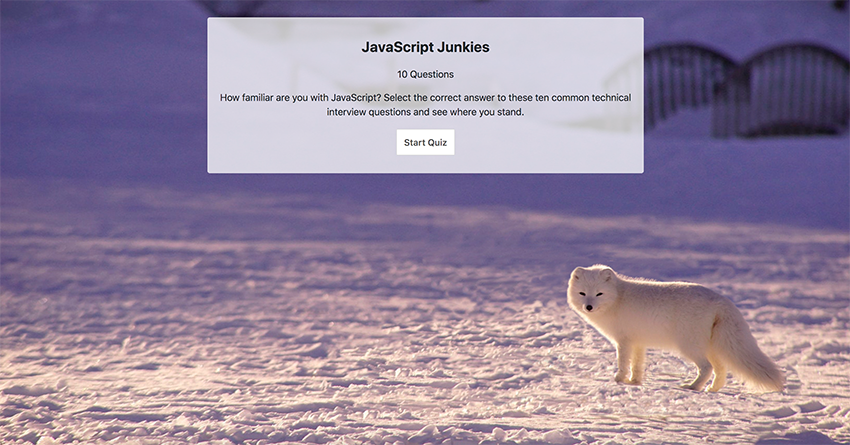 JavaScript Junkies
10 Questions
How familiar are you with JavaScript? Select the correct answer to these ten common technical
interview questions and see where you stand.
Start Quiz